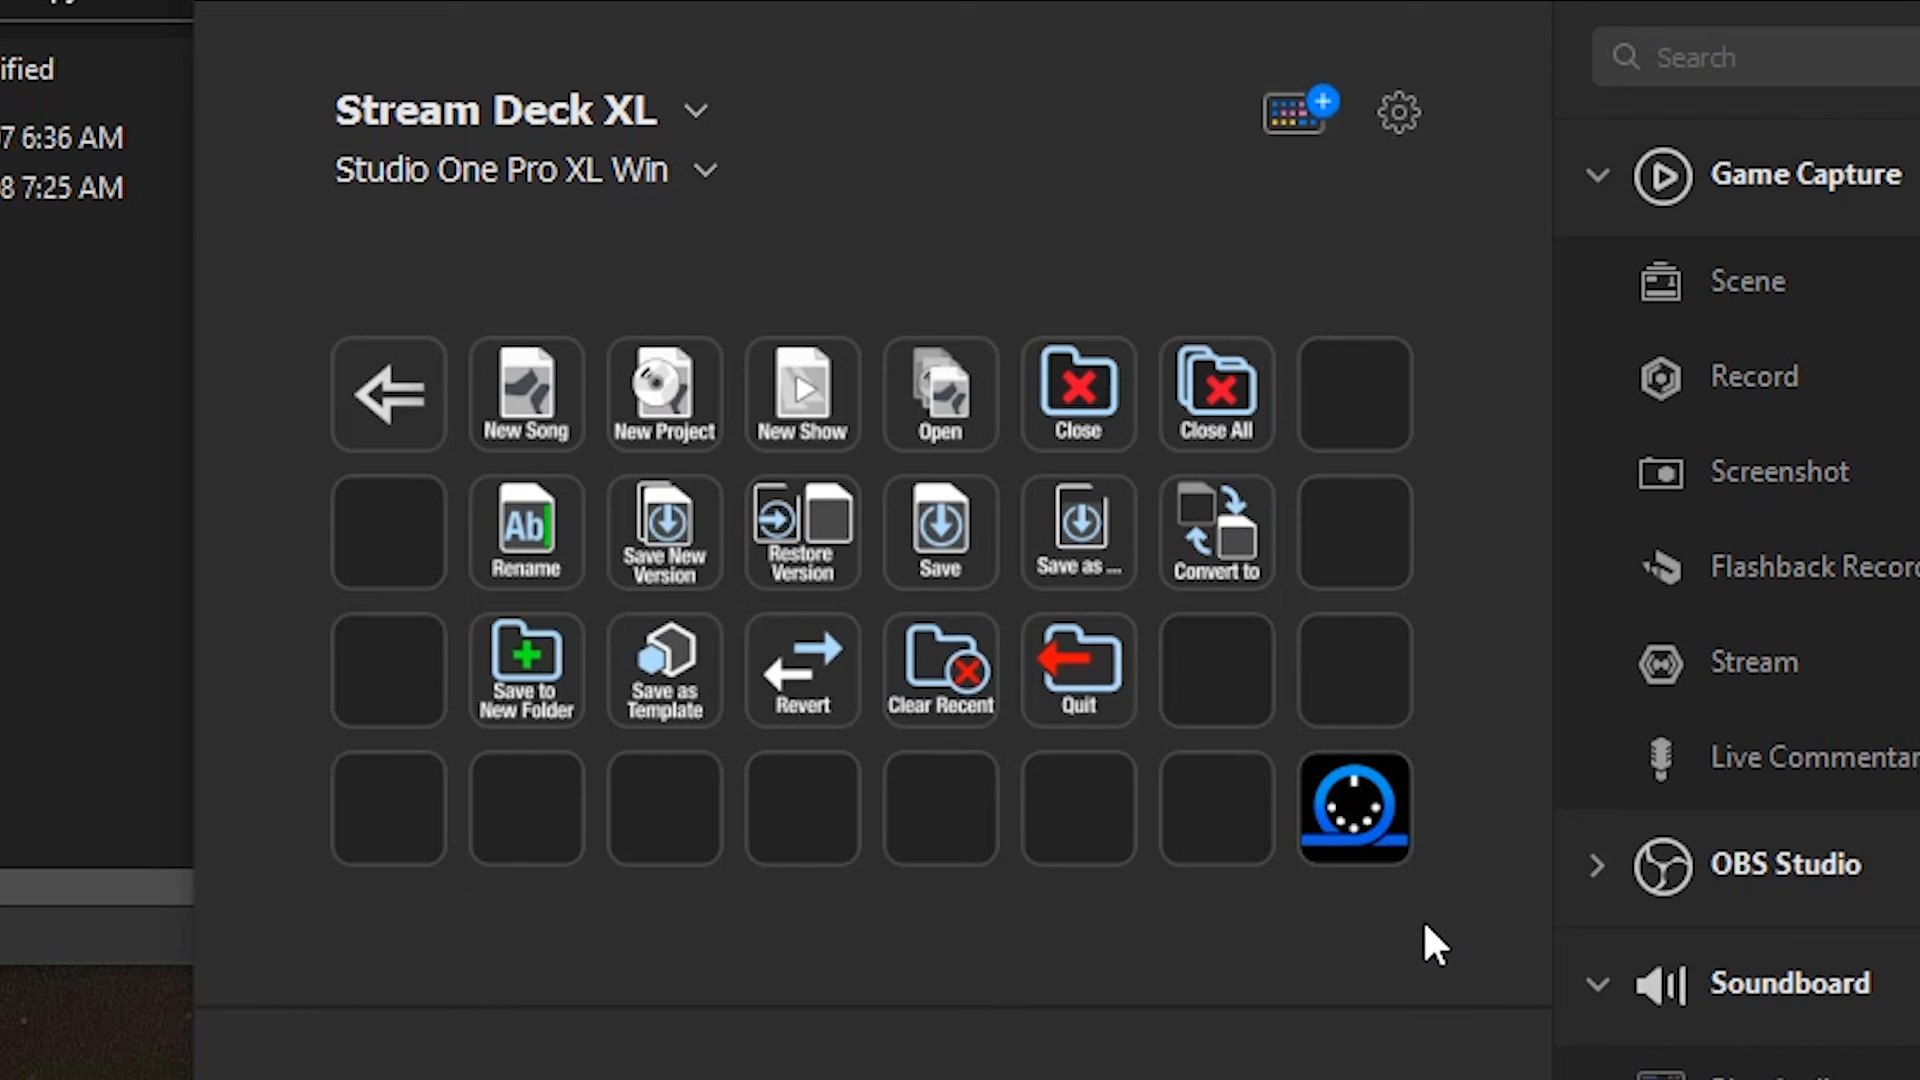 ified
7 6:36 AM
8 7:25 AM
Stream Deck XL
Studio One Pro XL Win
New Song
New Project
New Show
Open
Close
Close All
Rename
Save New
Version
Restore
Version
Save
Save as ...
Convert to
Save to
New Folder
Save as
Template
Revert
Clear Recent
Quit
Search
Game Capture
Scene
Record
Screenshot
Flashback Record
Stream
Live Commentar
OBS Studio
Soundboard